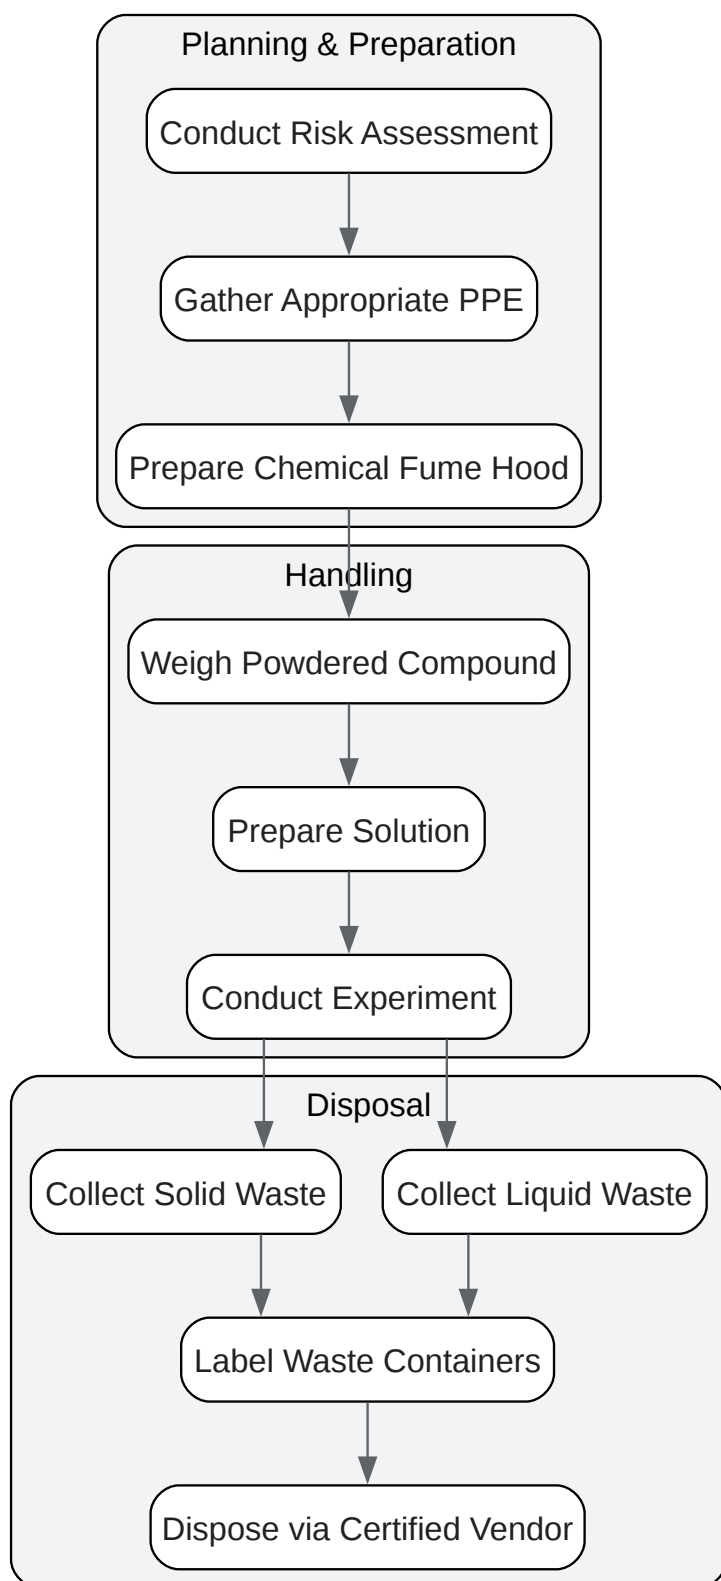 Planning & Preparation
Conduct Risk Assessment
Gather Appropriate PPE
Prepare Chemical Fume Hood
Handling
Weigh Powdered Compound
Prepare Solution
Conduct Experiment
Disposal
Collect Solid Waste
Collect Liquid Waste
Label Waste Containers
Dispose via Certified Vendor